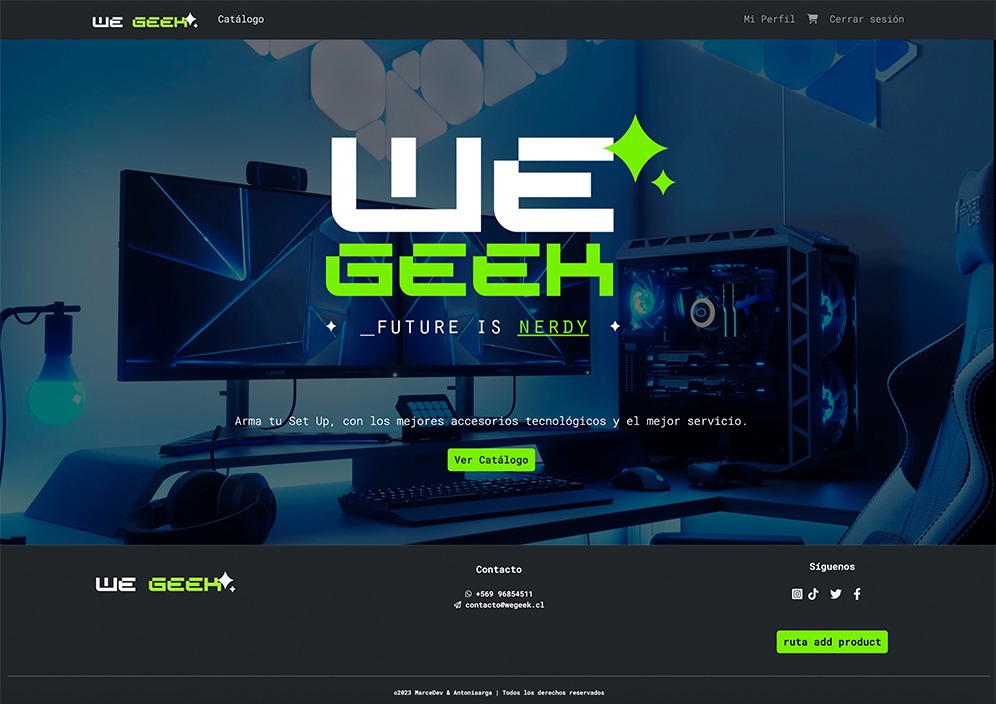 WE GEEK
Catálogo
Mi Perfil
Cerrar sesión
WE
GEEK
_FUTURE IS NERDY
Arma tu Set Up, con los mejores accesorios tecnológicos y el mejor servicio.
Ver Catálogo
WE GEEK
Contacto
+569 96854511
contacto@wegeek.cl
Síguenos
ruta add product
©2023 MarceDev & Antoniaarga | Todos los derechos reservados